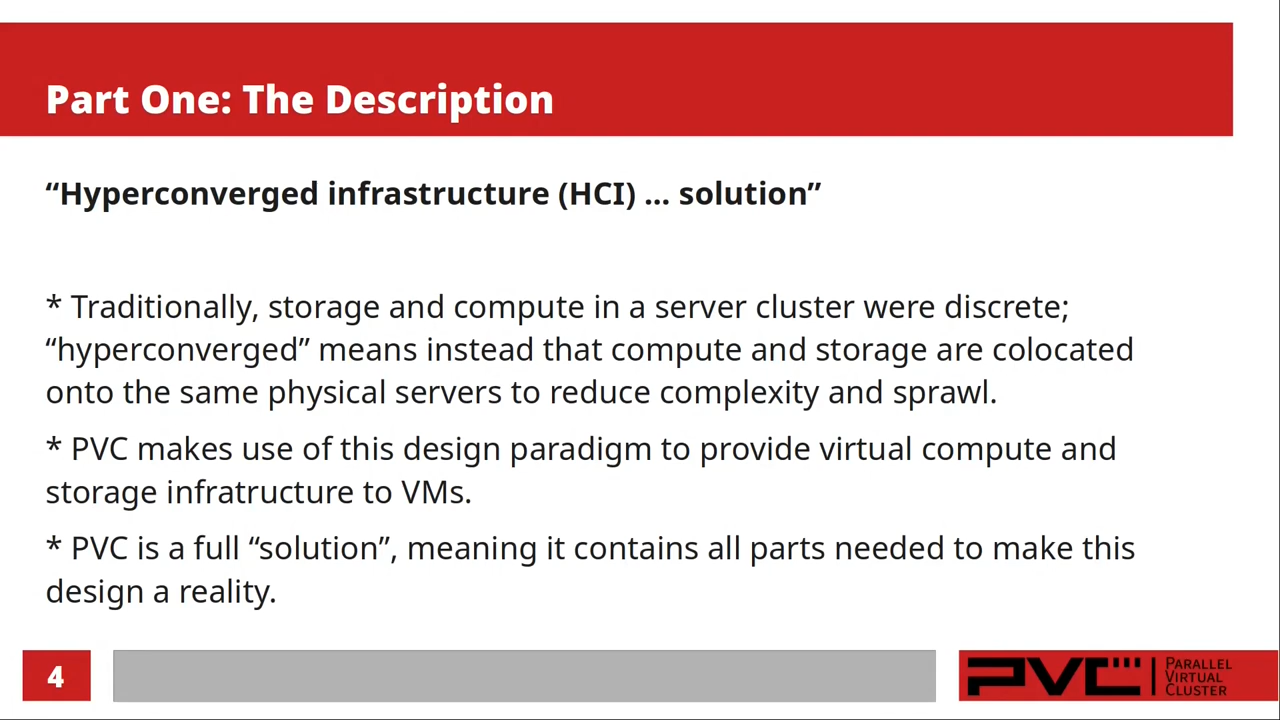 Part One: The Description
“Hyperconverged infrastructure (HCI) ... solution”
* Traditionally, storage and compute in a server cluster were discrete;
“hyperconverged” means instead that compute and storage are colocated
onto the same physical servers to reduce complexity and sprawl.
* PVC makes use of this design paradigm to provide virtual compute and
storage infratructure to VMs.
* PVC is a full “solution”, meaning it contains all parts needed to make this
design a reality.
4
PVC
PARALLEL
VIRTUAL
CLUSTER